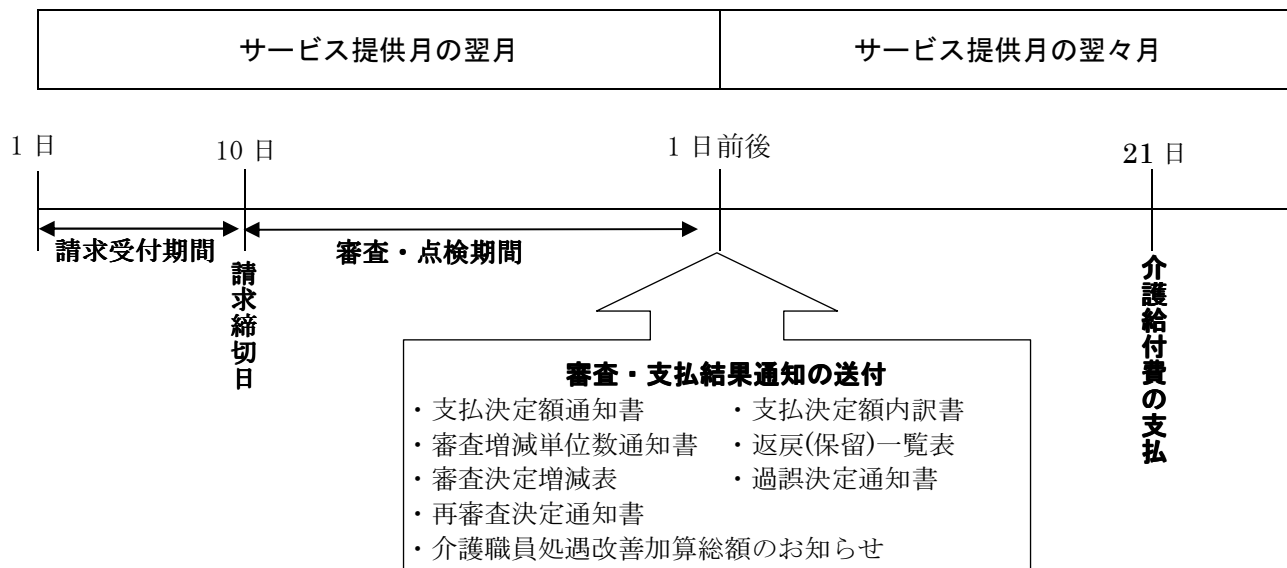 サービス提供月の翌月
サービス提供月の翌々月
1 日
10 日
1 日前後
21 日
請求受付期間
審査・点検期間
請求締切日
介護給付費の支払
審査・支払結果通知の送付
・支払決定額通知書
・支払決定額内訳書
・審査増減単位数通知書
・返戻(保留)一覧表
・審査決定増減表
・過誤決定通知書
・再審査決定通知書
・介護職員処遇改善加算総額のお知らせ